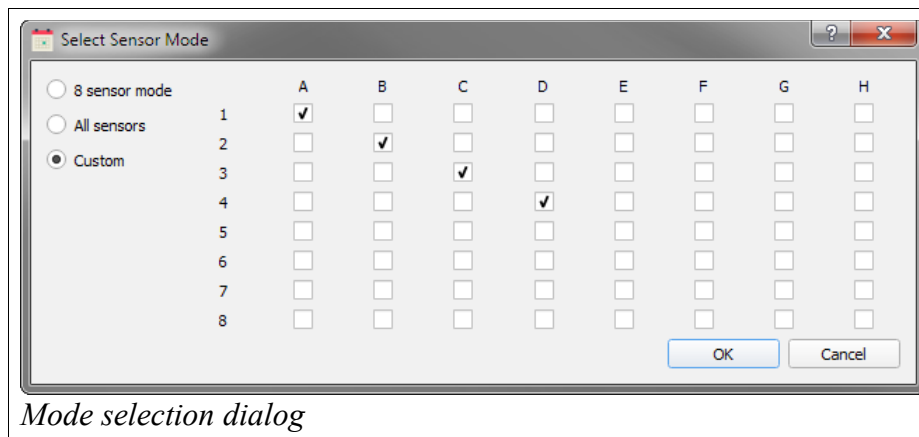 Select Sensor Mode
8 sensor mode
All sensors
Custom
A B C D E F G H
1
2
3
4
5
6
7
8
OK Cancel
Mode selection dialog